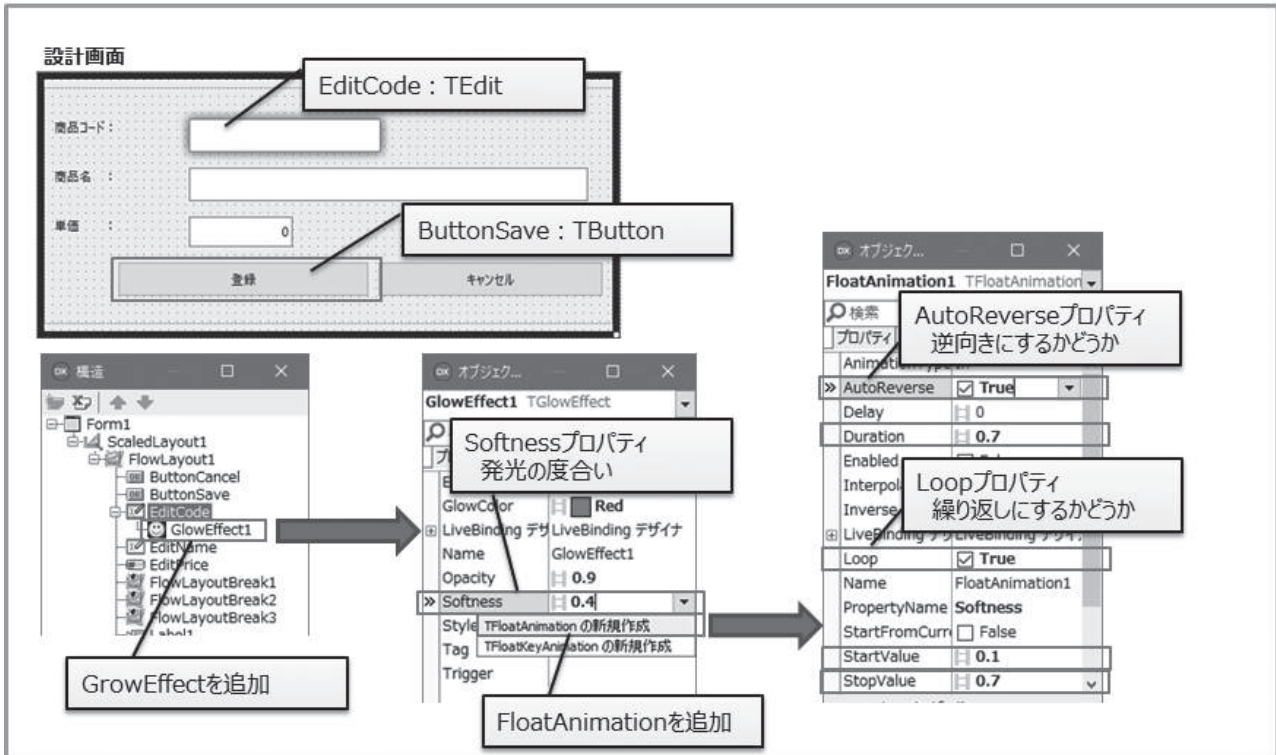 設計画面
EditCode：TEdit
商品コード：
商品名　：
単価　　：
0
ButtonSave：TButton
登録
キャンセル
構造
Form1
ScaledLayout1
FlowLayout1
ButtonCancel
ButtonSave
EditCode
GlowEffect1
EditName
EditPrice
FlowLayoutBreak1
FlowLayoutBreak2
FlowLayoutBreak3
Label1
GrowEffectを追加
オブジェク...
GlowEffect1 TGlowEffect
Softnessプロパティ
発光の度合い
GlowColor Red
LiveBinding デザ LiveBinding デザイナ
Name GlowEffect1
Opacity 0.9
Softness 0.4
Style TFloatAnimation の新規作成
Tag TFloatKeyAnimation の新規作成
Trigger
FloatAnimationを追加
オブジェク...
FloatAnimation1 TFloatAnimation
検索
プロパティ
AutoReverseプロパティ
逆向きにするかどうか
AutoReverse True
Delay 0
Duration 0.7
Enabled
Interpol
Inverse
Loopプロパティ
繰り返しにするかどうか
Loop True
Name FloatAnimation1
PropertyName Softness
StartFromCurr False
StartValue 0.1
StopValue 0.7